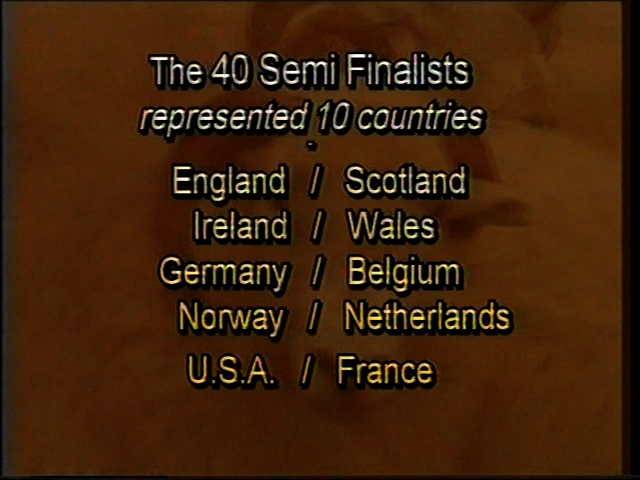 The 40 Semi Finalists
represented 10 countries
England / Scotland
Ireland / Wales
Germany / Belgium
Norway / Netherlands
U.S.A. / France